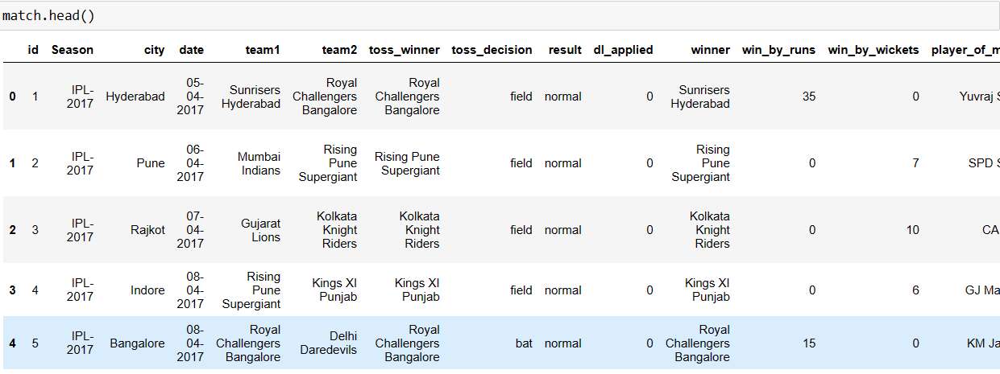 match.head()
id Season city date team1 team2 toss_winner toss_decision result dl_applied winner win_by_runs win_by_wickets player_of_m
0 1 IPL-2017 Hyderabad 05-04-2017 Sunrisers Hyderabad Royal Challengers Bangalore Royal Challengers Bangalore field normal 0 Sunrisers Hyderabad 35 0 Yuvraj S
1 2 IPL-2017 Pune 06-04-2017 Mumbai Indians Rising Pune Supergiant Rising Pune Supergiant field normal 0 Rising Pune Supergiant 0 7 SPD S
2 3 IPL-2017 Rajkot 07-04-2017 Gujarat Lions Kolkata Knight Riders Kolkata Knight Riders field normal 0 Kolkata Knight Riders 0 10 CA
3 4 IPL-2017 Indore 08-04-2017 Rising Pune Supergiant Kings XI Punjab Kings XI Punjab field normal 0 Kings XI Punjab 0 6 GJ Ma
4 5 IPL-2017 Bangalore 08-04-2017 Royal Challengers Bangalore Delhi Daredevils Royal Challengers Bangalore bat normal 0 Royal Challengers Bangalore 15 0 KM Ja